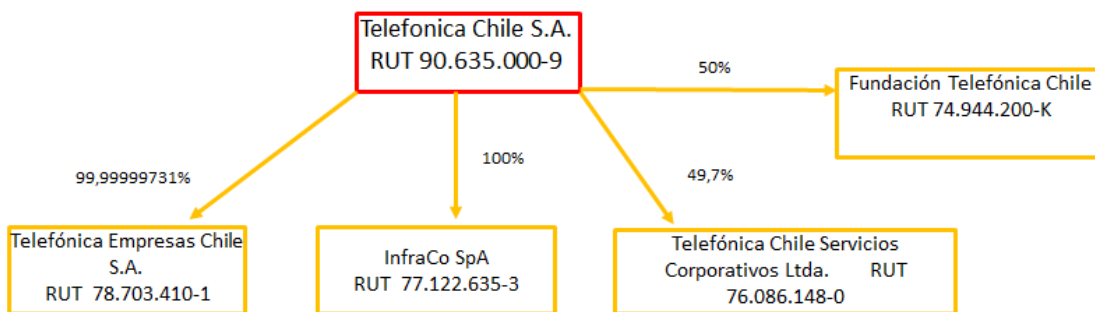 Telefonica Chile S.A.
RUT 90.635.000-9
50%
Fundación Telefónica Chile
RUT 74.944.200-K
99,99999731%
100%
49,7%
Telefónica Empresas Chile
S.A.
RUT 78.703.410-1
InfraCo SpA
RUT 77.122.635-3
Telefónica Chile Servicios
Corporativos Ltda. RUT
76.086.148-0